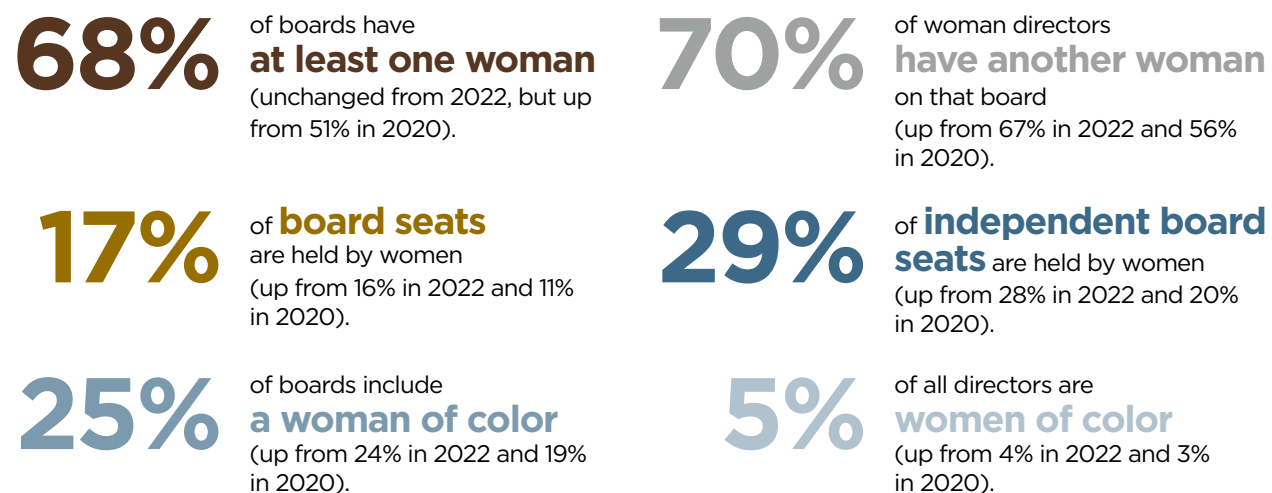 68%
of boards have
at least one woman
(unchanged from 2022, but up
from 51% in 2020).
70%
of woman directors
have another woman
on that board
(up from 67% in 2022 and 56%
in 2020).
17%
of board seats
are held by women
(up from 16% in 2022 and 11%
in 2020).
29%
of independent board
seats are held by women
(up from 28% in 2022 and 20%
in 2020).
25%
of boards include
a woman of color
(up from 24% in 2022 and 19%
in 2020).
5%
of all directors are
women of color
(up from 4% in 2022 and 3%
in 2020).